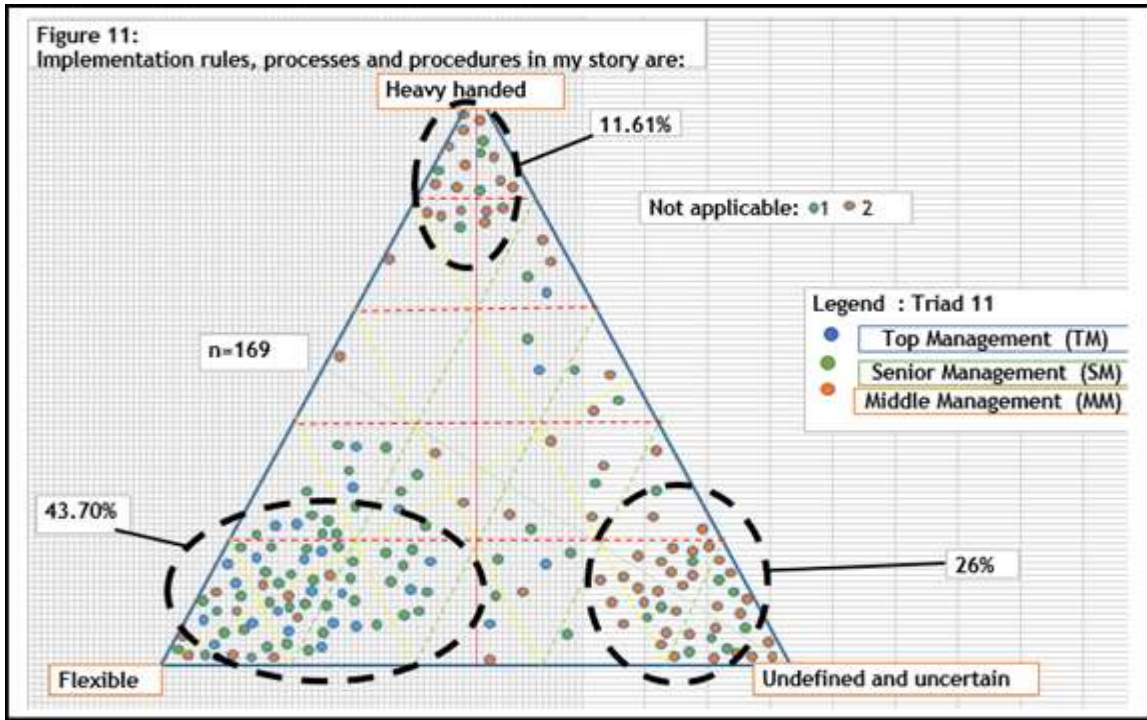 Figure 11:
Implementation rules, processes and procedures in my story are:
Heavy handed
11.61%
Not applicable: 1 2
Legend : Triad 11
n=169
Top Management (TM)
Senior Management (SM)
Middle Management (MM)
43.70%
26%
Flexible
Undefined and uncertain